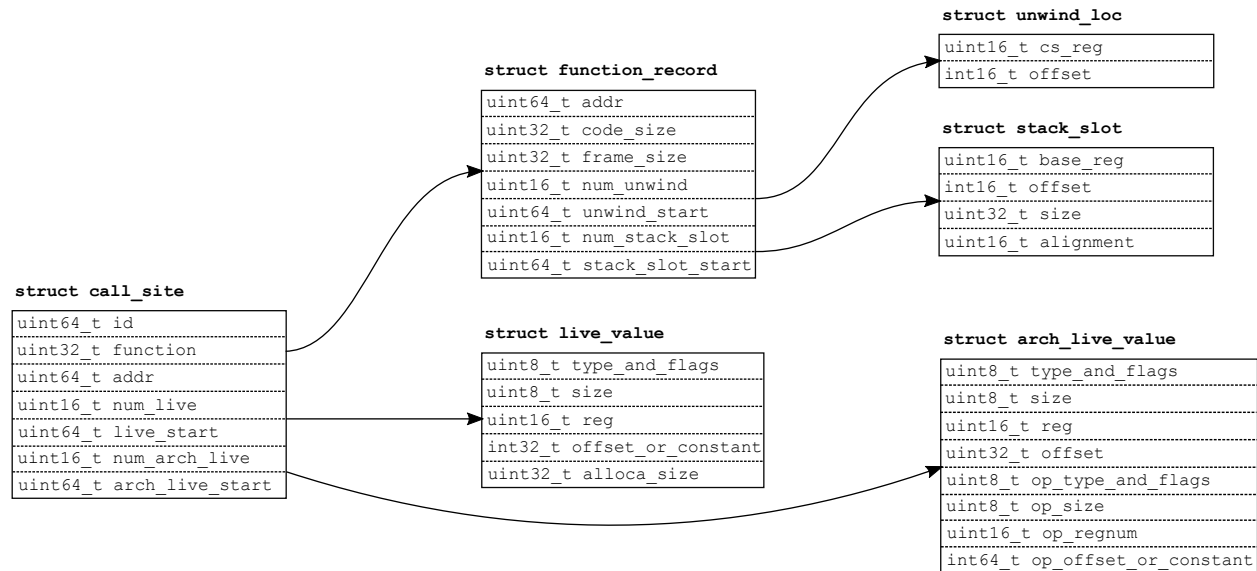 struct call_site
uint64_t id
uint32_t function
uint64_t addr
uint16_t num_live
uint64_t live_start
uint16_t num_arch_live
uint64_t arch_live_start
struct function_record
uint64_t addr
uint32_t code_size
uint32_t frame_size
uint16_t num_unwind
uint64_t unwind_start
uint16_t num_stack_slot
uint64_t stack_slot_start
struct live_value
uint8_t type_and_flags
uint8_t size
uint16_t reg
int32_t offset_or_constant
uint32_t alloca_size
struct unwind_loc
uint16_t cs_reg
int16_t offset
struct stack_slot
uint16_t base_reg
int16_t offset
uint32_t size
uint16_t alignment
struct arch_live_value
uint8_t type_and_flags
uint8_t size
uint16_t reg
uint32_t offset
uint8_t op_type_and_flags
uint8_t op_size
uint16_t op_regnum
int64_t op_offset_or_constant